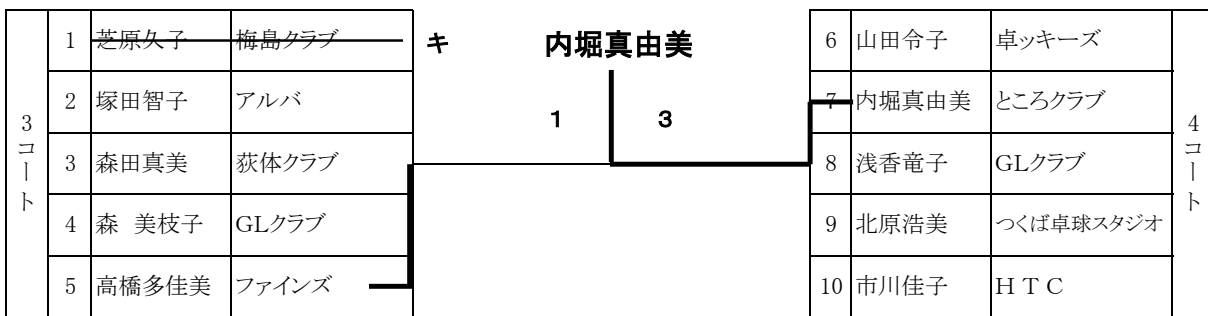 3コート
1 芝原久子 梅島クラブ キ
2 塚田智子 アルバ
3 森田真美 荻体クラブ
4 森 美枝子 GLクラブ
5 高橋多佳美 ファインズ
内堀真由美
1 3
6 山田令子 卓ッキーズ
7 内堀真由美 ところクラブ
8 浅香竜子 GLクラブ
9 北原浩美 つくば卓球スタジオ
10 市川佳子 HTC
4コート